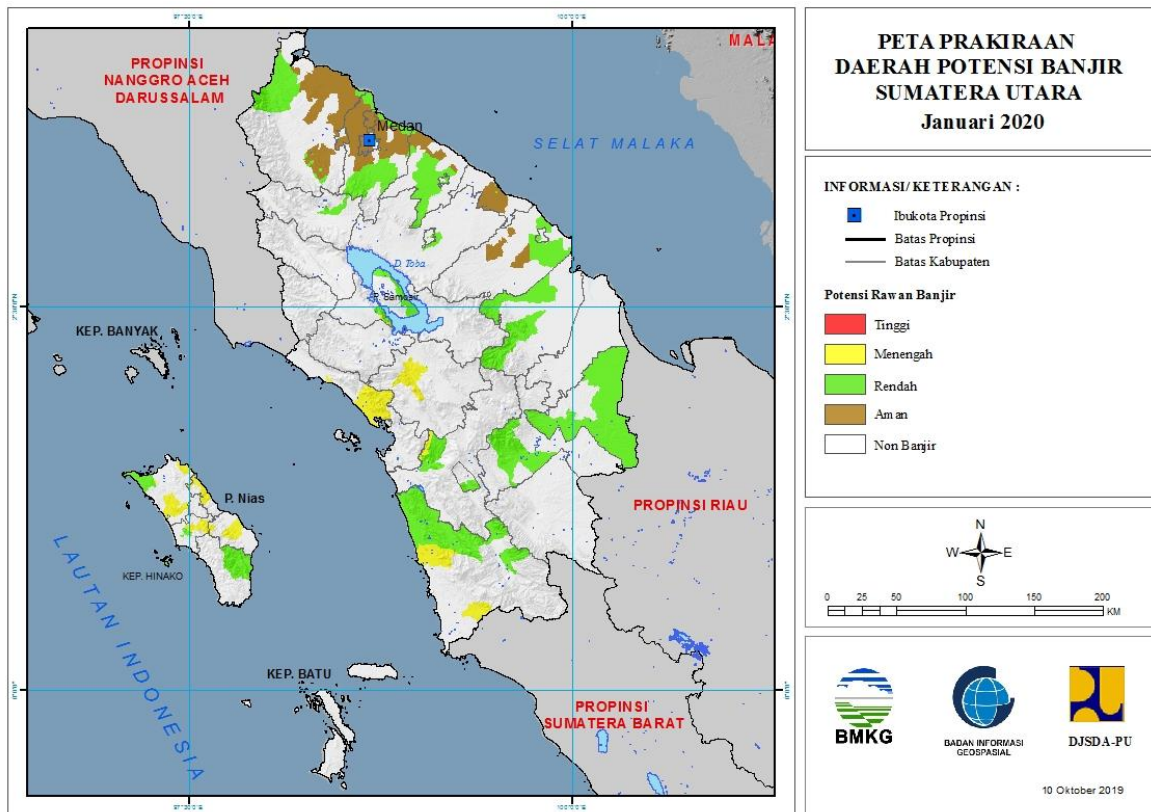 PETA PRAKIRAAN
DAERAH POTENSI BANJIR
SUMATERA UTARA
Januari 2020
INFORMASI/ KETERANGAN :
Ibukota Propinsi
Batas Propinsi
Batas Kabupaten
Potensi Rawan Banjir
Tinggi
Menengah
Rendah
Aman
Non Banjir
N
W E
S
0 50 100 150 200
KM
BMKG
BADAN INFORMASI
GEOSPASIAL
DJSDA-PU
10 Oktober 2019
PROPINSI
NANGGRO ACEH
DARUSSALAM
MALA
Medan
SELAT MALAKA
D. Toba
P. Samosir
KEP. BANYAK
P. Nias
KEP. HINAKO
PROPINSI RIAU
LAUTAN INDONESIA
KEP. BATU
PROPINSI
SUMATERA BARAT